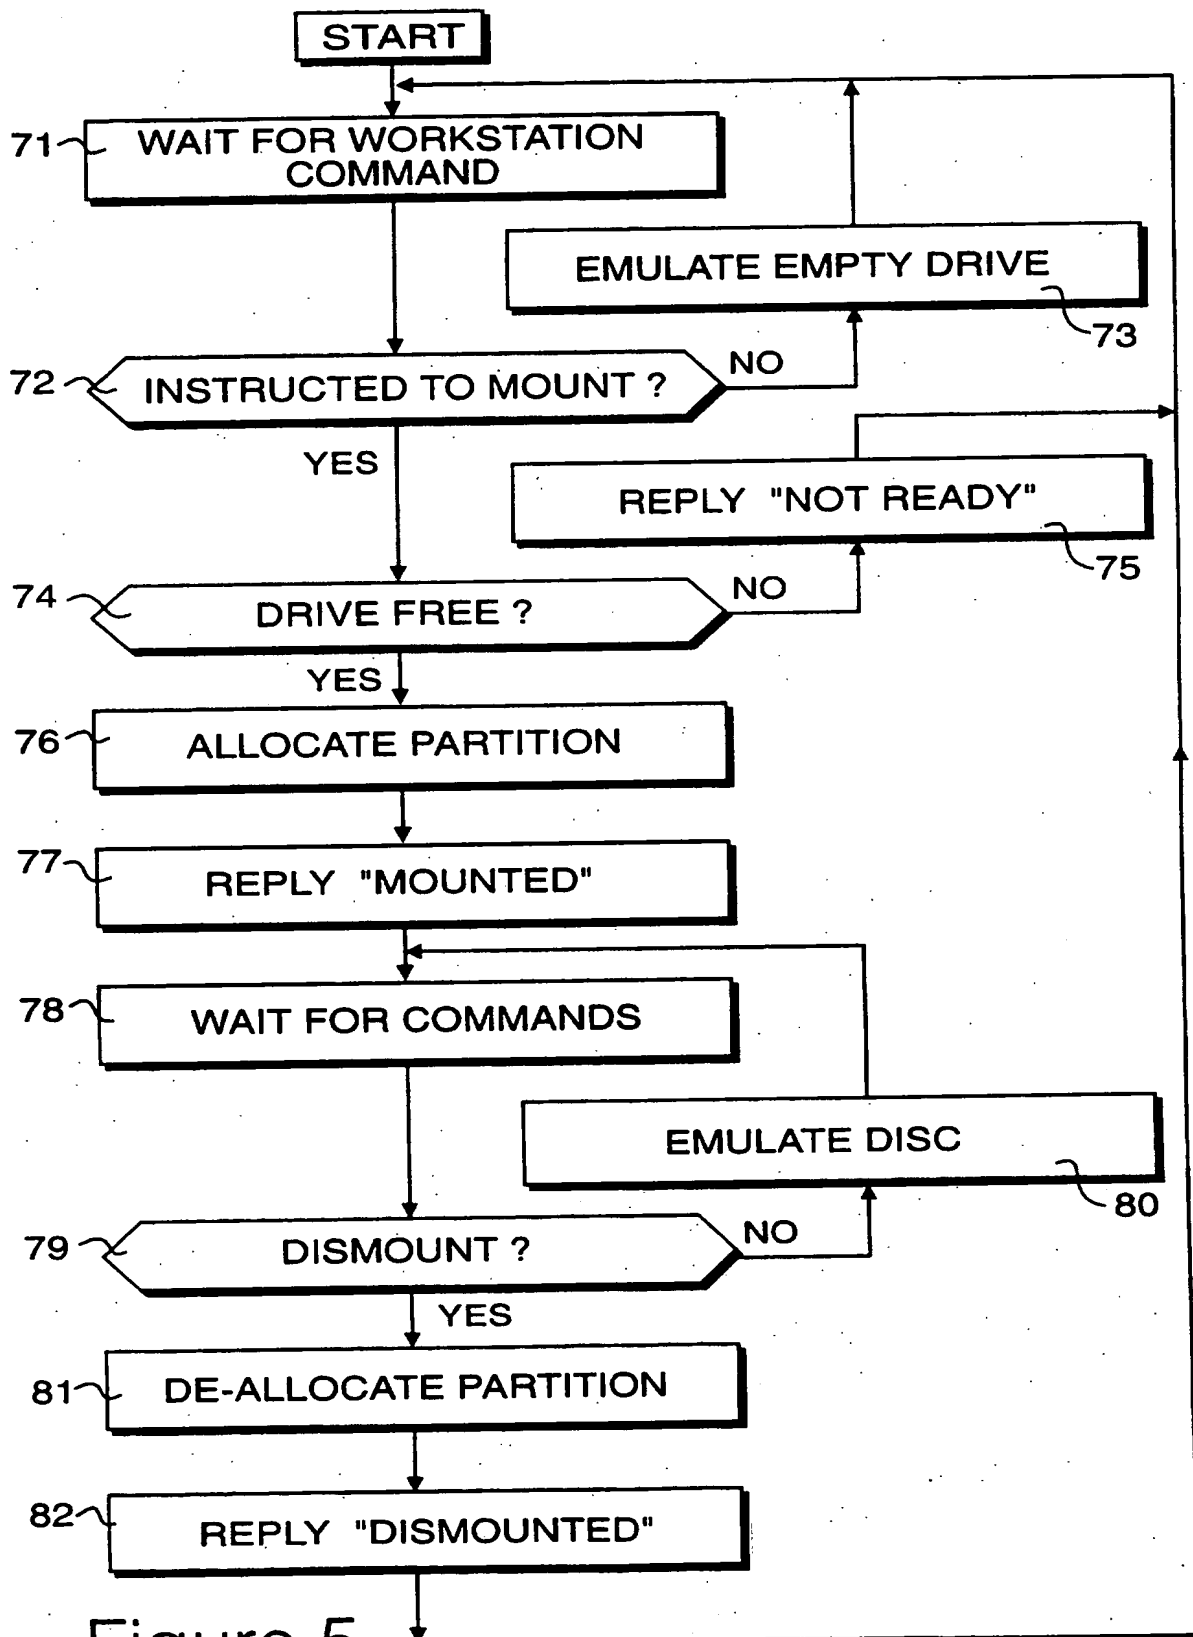 START
71
WAIT FOR WORKSTATION
COMMAND
EMULATE EMPTY DRIVE
73
72
INSTRUCTED TO MOUNT ?
NO
YES
REPLY "NOT READY"
75
74
DRIVE FREE ?
NO
YES
76
ALLOCATE PARTITION
77
REPLY "MOUNTED"
78
WAIT FOR COMMANDS
EMULATE DISC
80
79
DISMOUNT ?
NO
YES
81
DE-ALLOCATE PARTITION
82
REPLY "DISMOUNTED"
Figure 5